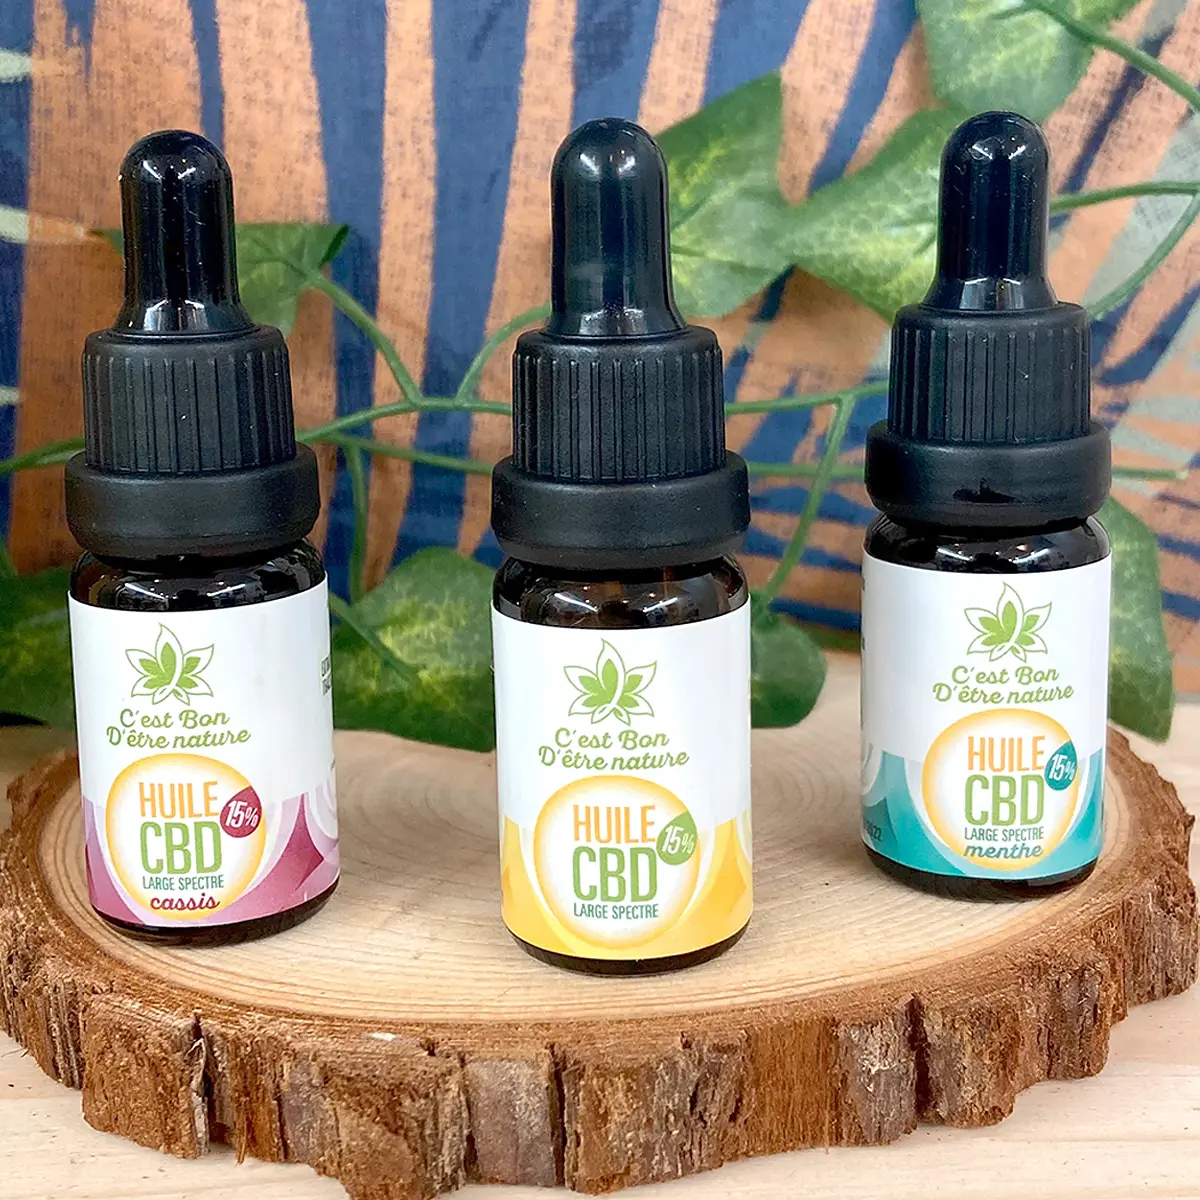 C'est Bon
D'être nature
HUILE
15%
CBD
LARGE SPECTRE
cassis
C'est Bon
D'être nature
HUILE
15%
CBD
LARGE SPECTRE
C'est Bon
D'être nature
HUILE
15%
CBD
LARGE SPECTRE
menthe